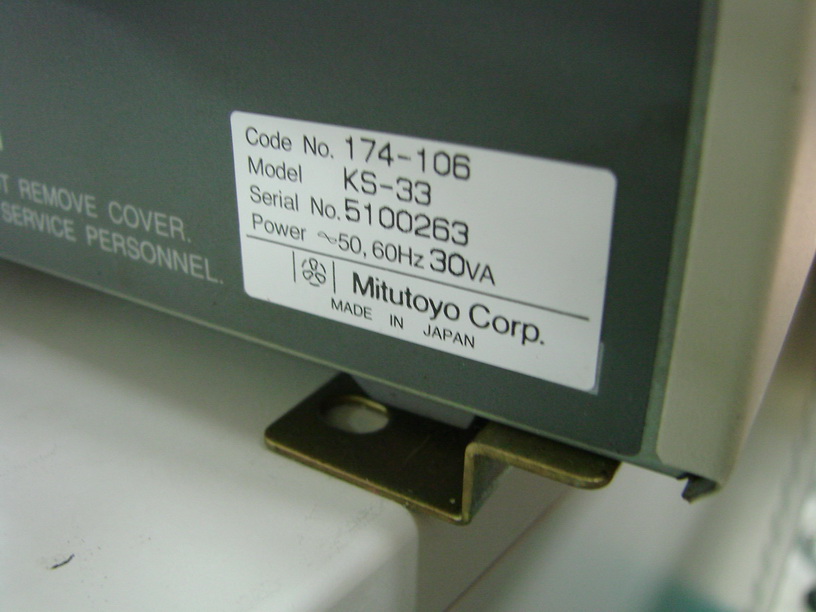 T REMOVE COVER.
SERVICE PERSONNEL.
Code No. 174-106
Model KS-33
Serial No. 5100263
Power ~50, 60Hz 30VA
Mitutoyo Corp.
MADE IN JAPAN